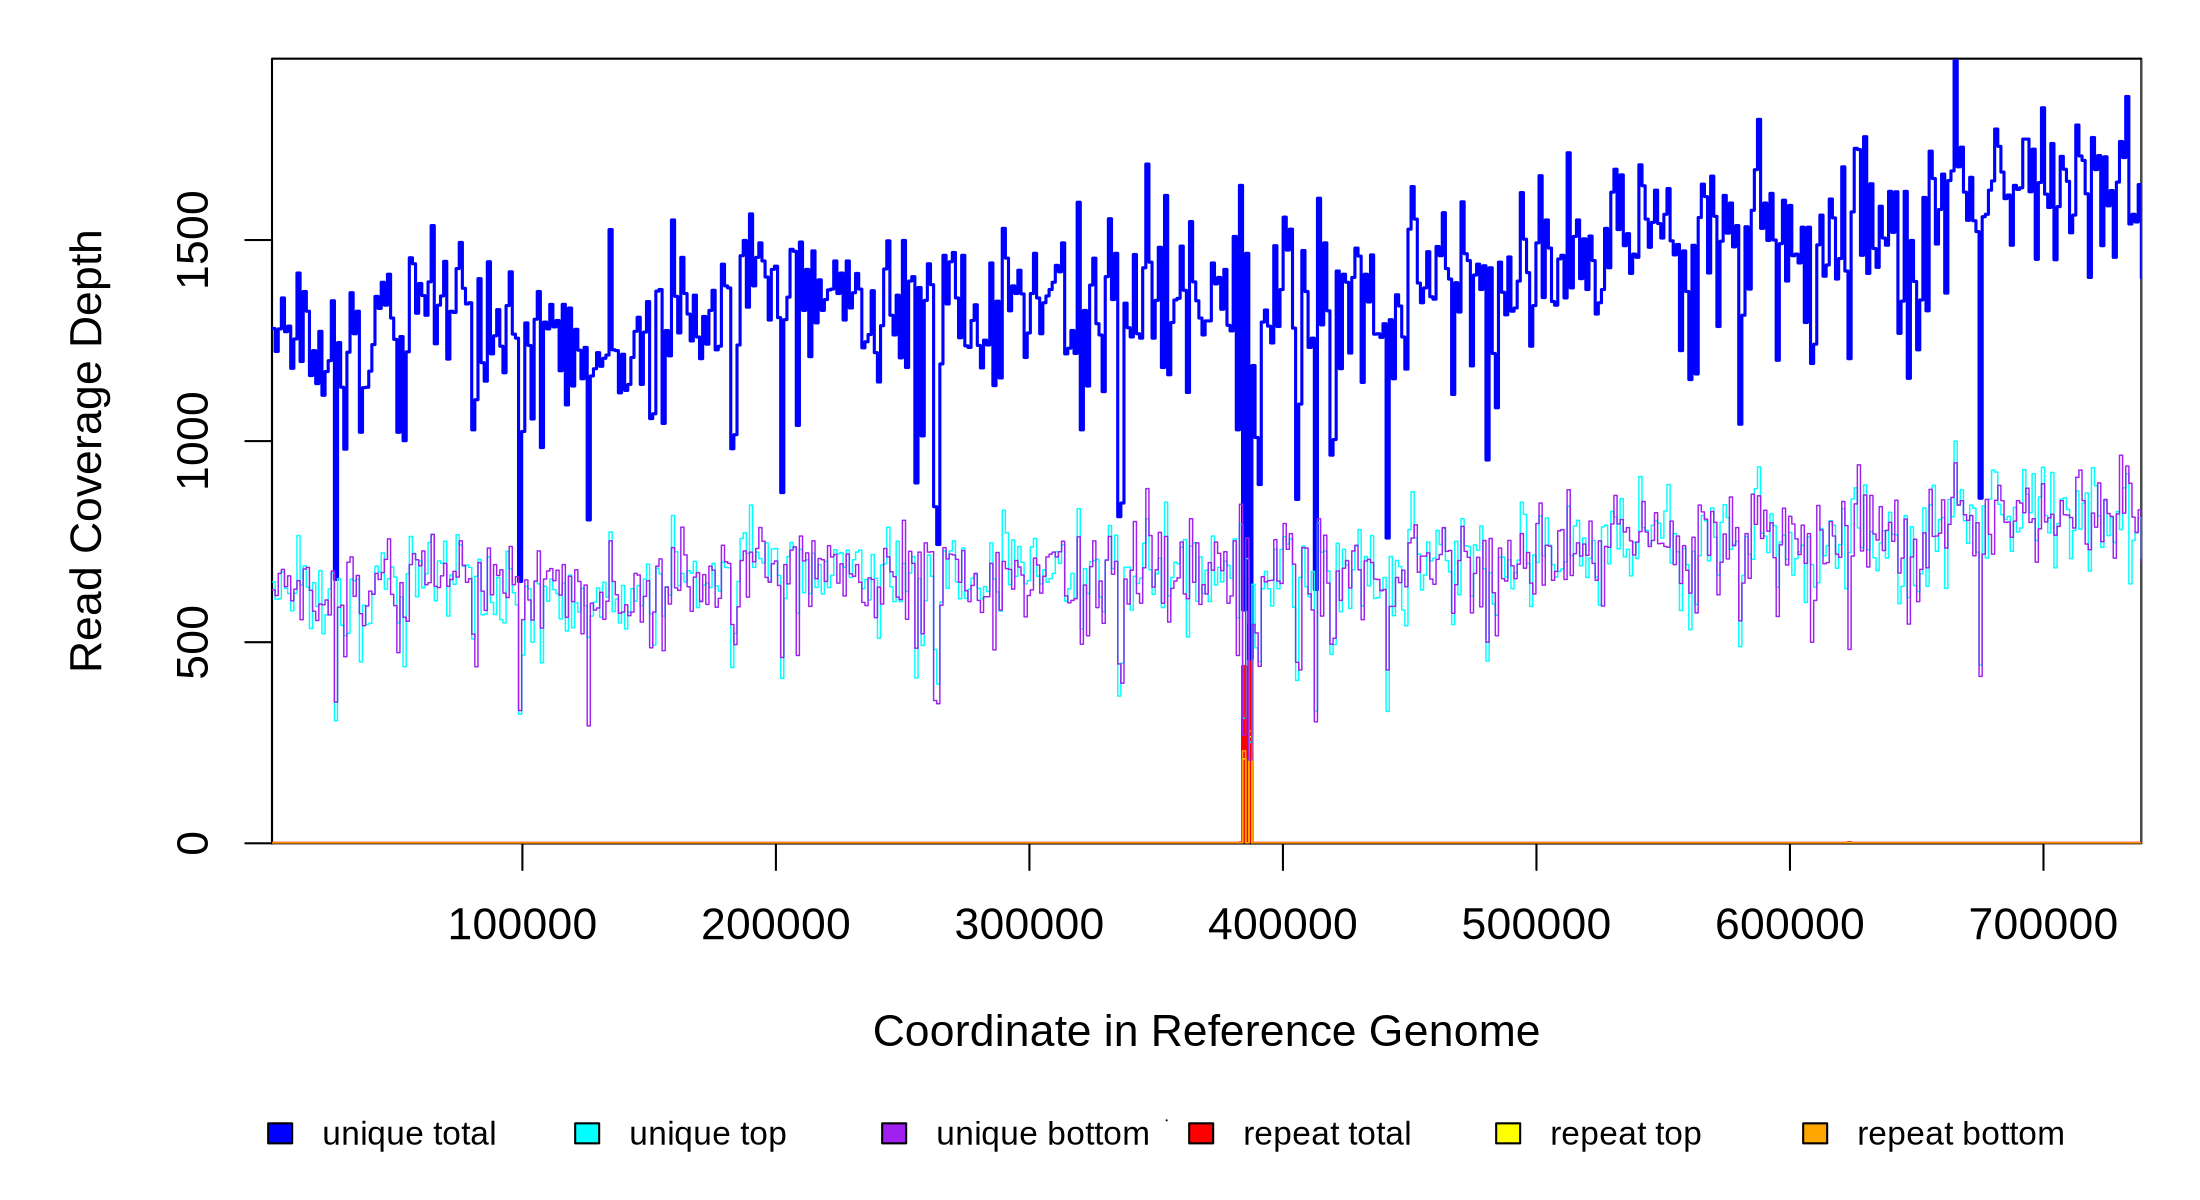 Read Coverage Depth
1500
1000
500
0
100000 200000 300000 400000 500000 600000 700000
Coordinate in Reference Genome
unique total unique top unique bottom repeat total repeat top repeat bottom